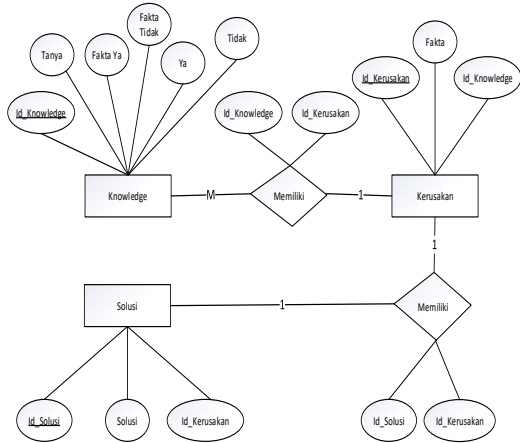 Fakta
Tidak
Tanya
Fakta Ya
Ya
Tidak
Id_Knowledge
Fakta
Id_Kerusakan
Id_Knowledge
Id_Knowledge
Id_Kerusakan
Knowledge
M
Memiliki
1
Kerusakan
1
Solusi
1
Memiliki
Id_Solusi
Solusi
Id_Kerusakan
Id_Solusi
Id_Kerusakan